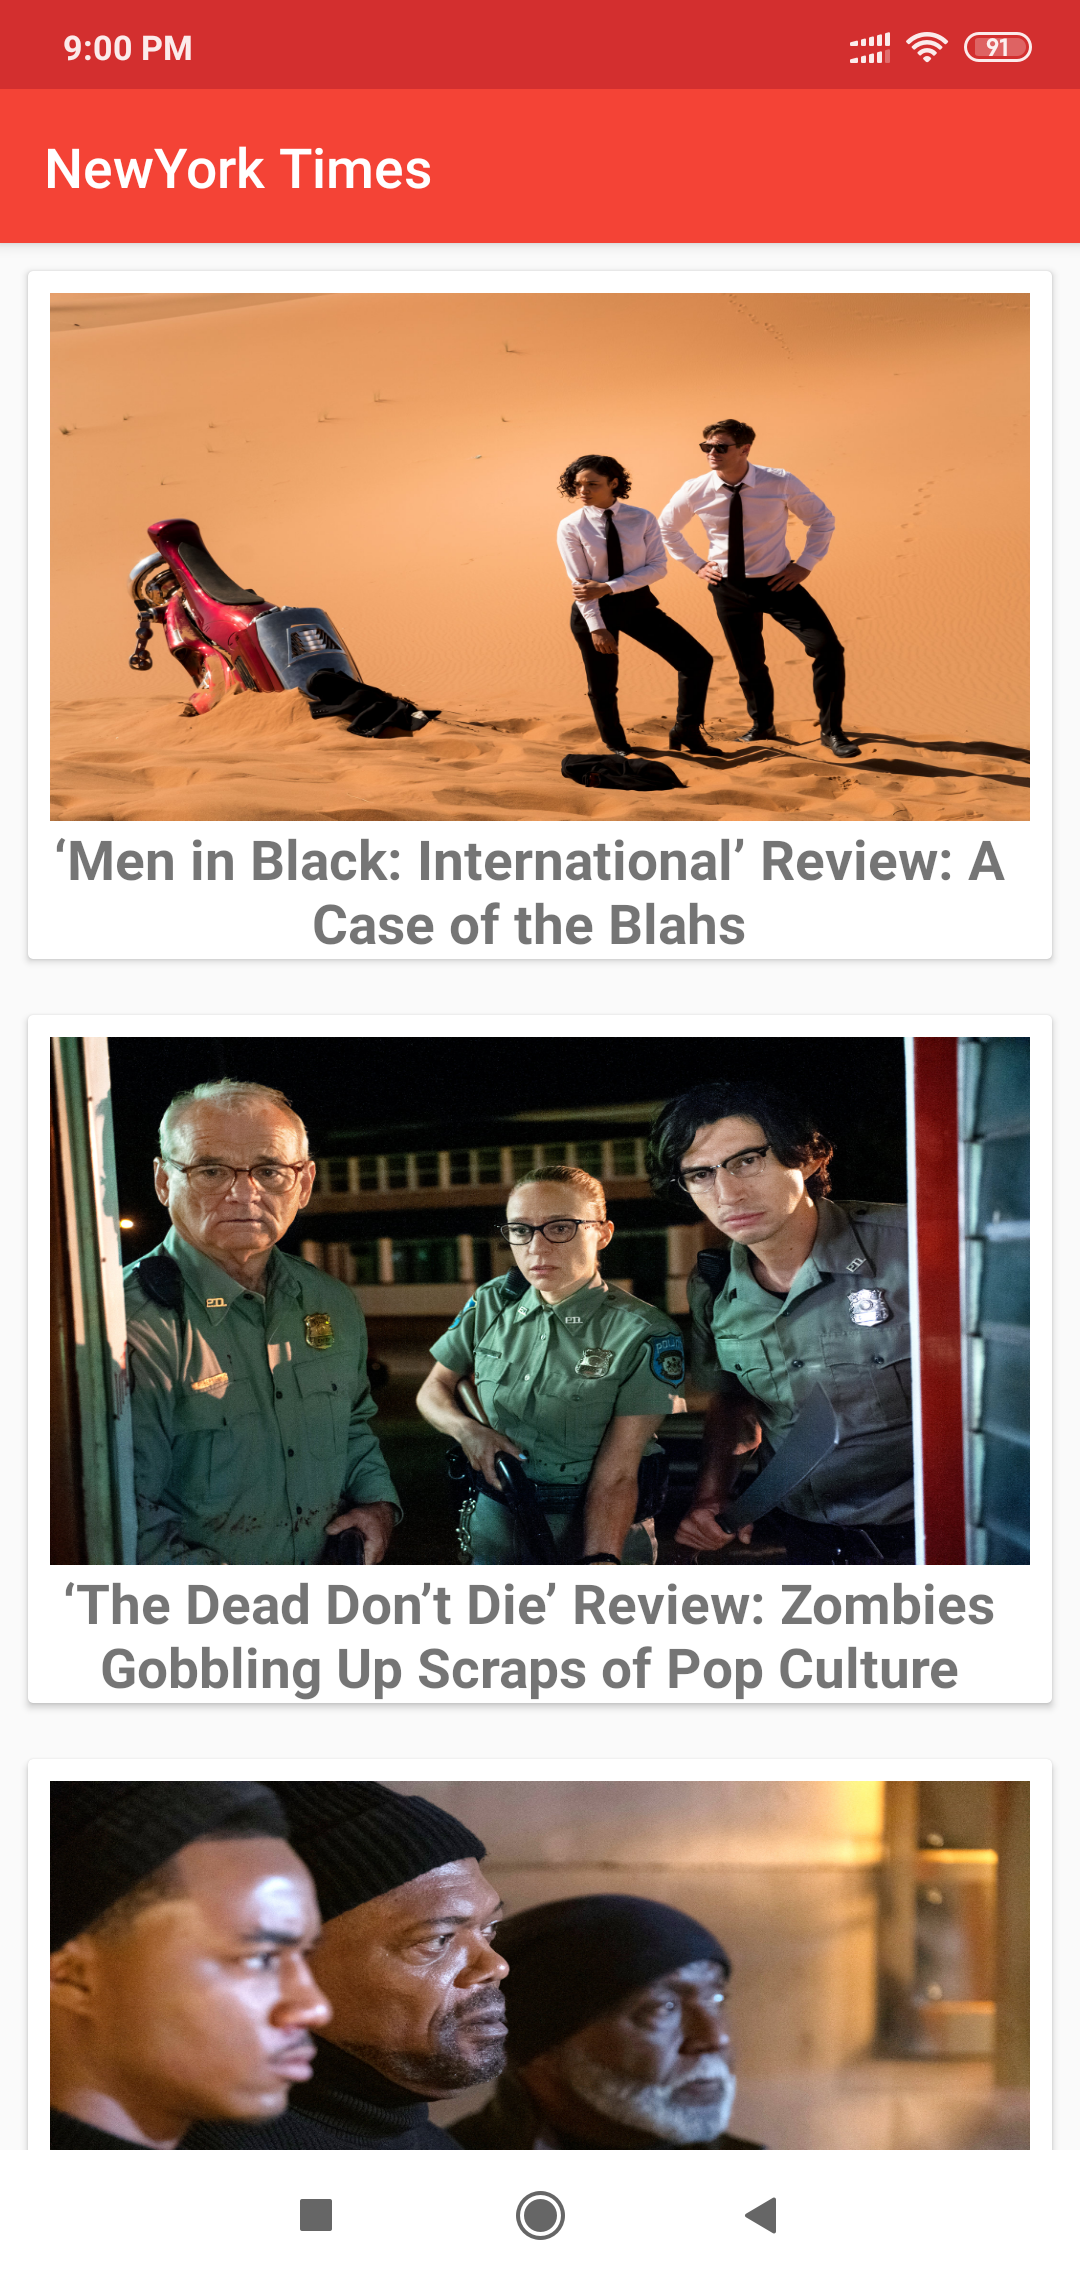 9:00 PM
91
NewYork Times
‘Men in Black: International’ Review: A
Case of the Blahs
P.D.
P.D.
POLICE
P.D.
‘The Dead Don’t Die’ Review: Zombies
Gobbling Up Scraps of Pop Culture